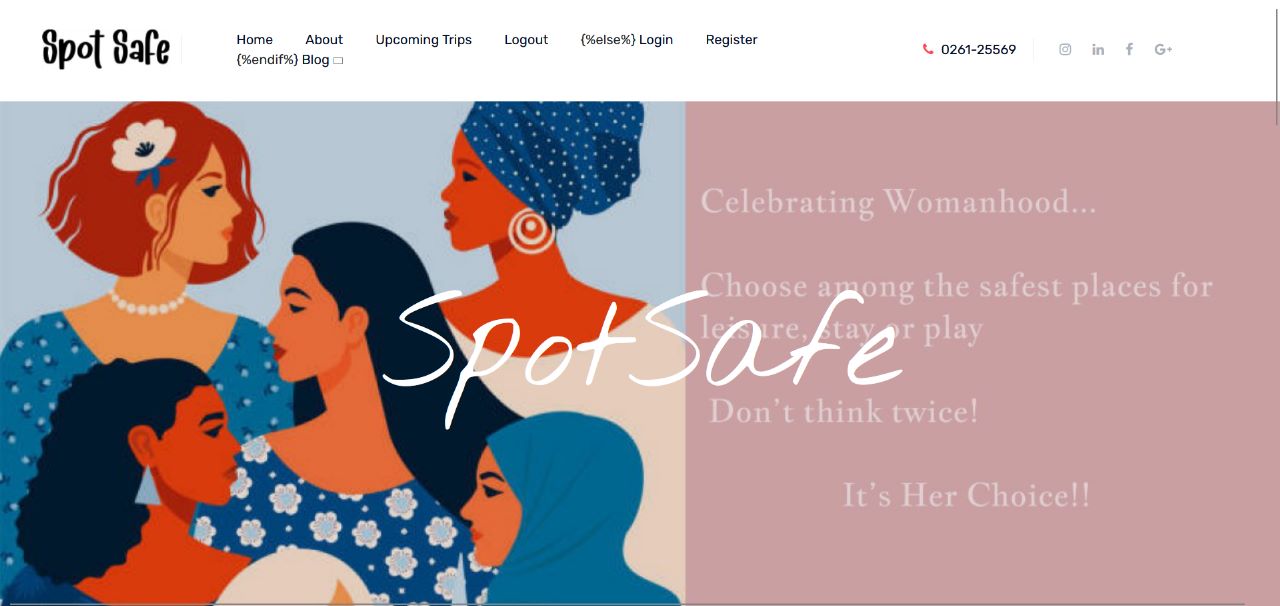 Spot Safe
Home About Upcoming Trips Logout {%else%} Login Register
{%endif%} Blog
0261-25569
Celebrating Womanhood...
Choose among the safest places for
leisure, stay or play
SpotSafe
Don't think twice!
It's Her Choice!!